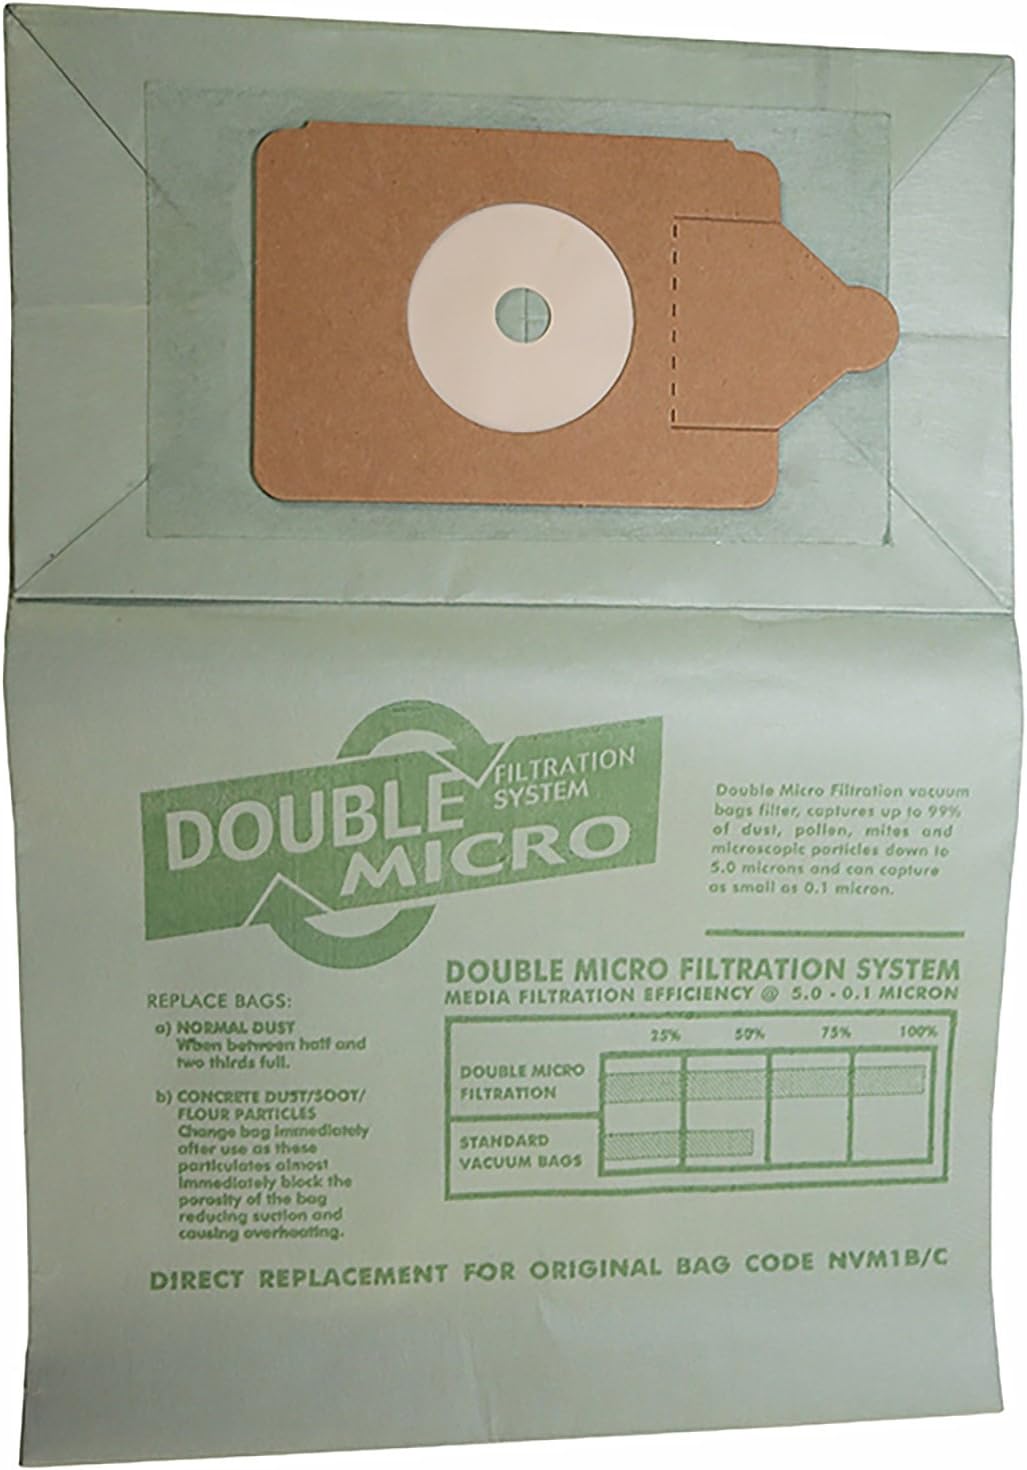 DOUBLE
FILTRATION
SYSTEM
MICRO
Double Micro Filtration vacuum
bags filter, captures up to 99%
of dust, pollen, mites and
microscopic particles down to
5.0 microns and can capture
as small as 0.1 micron.
REPLACE BAGS:
a) NORMAL DUST
When between half and
two thirds full.
b) CONCRETE DUST/SOOT/
FLOUR PARTICLES
Change bag immediately
after use as these
particulates almost
immediately block the
porosity of the bag
reducing suction and
causing overheating.
DOUBLE MICRO FILTRATION SYSTEM
MEDIA FILTRATION EFFICIENCY @ 5.0 - 0.1 MICRON
25% 50% 75% 100%
DOUBLE MICRO
FILTRATION
STANDARD
VACUUM BAGS
DIRECT REPLACEMENT FOR ORIGINAL BAG CODE NVM1B/C